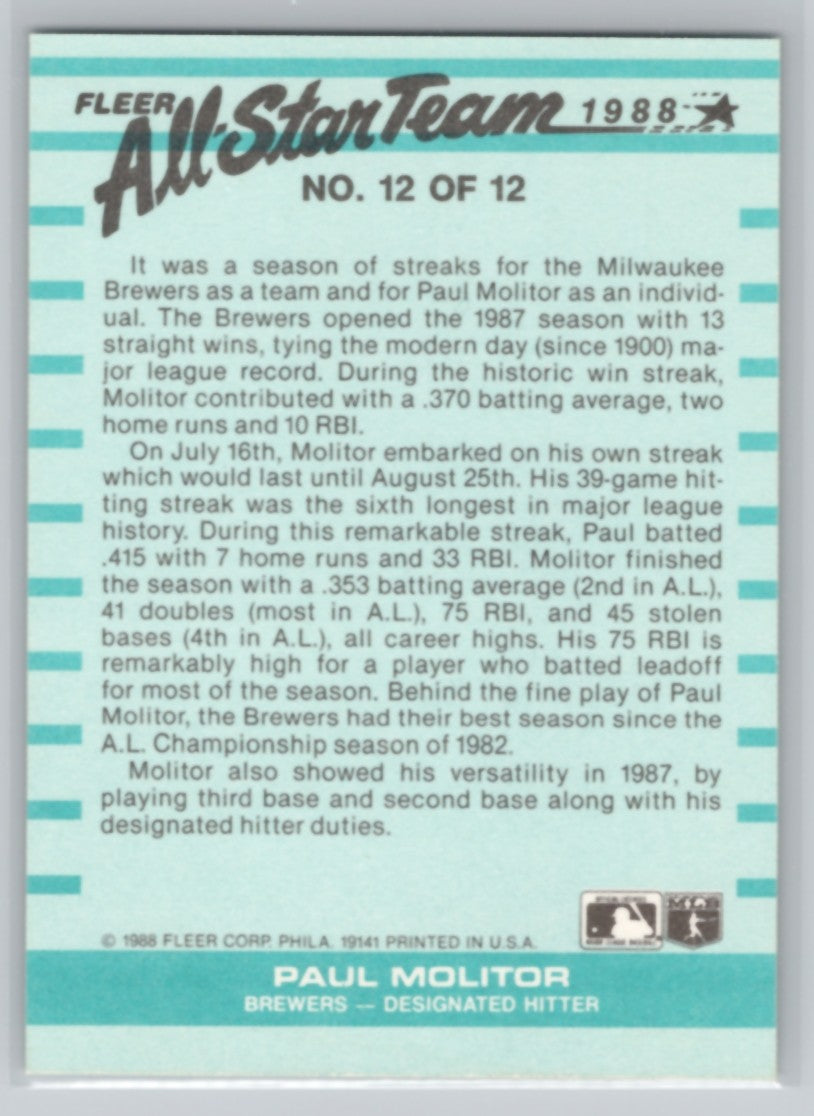 FLEER
All-Star Team 1988
NO. 12 OF 12
It was a season of streaks for the Milwaukee
Brewers as a team and for Paul Molitor as an individ-
ual. The Brewers opened the 1987 season with 13
straight wins, tying the modern day (since 1900) ma-
jor league record. During the historic win streak,
Molitor contributed with a .370 batting average, two
home runs and 10 RBI.
On July 16th, Molitor embarked on his own streak
which would last until August 25th. His 39-game hit-
ting streak was the sixth longest in major league
history. During this remarkable streak, Paul batted
.415 with 7 home runs and 33 RBI. Molitor finished
the season with a .353 batting average (2nd in A.L.),
41 doubles (most in A.L.), 75 RBI, and 45 stolen
bases (4th in A.L.), all career highs. His 75 RBI is
remarkably high for a player who batted leadoff
for most of the season. Behind the fine play of Paul
Molitor, the Brewers had their best season since the
A.L. Championship season of 1982.
Molitor also showed his versatility in 1987, by
playing third base and second base along with his
designated hitter duties.
© 1988 FLEER CORP. PHILA. 19141 PRINTED IN U.S.A.
PAUL MOLITOR
BREWERS — DESIGNATED HITTER